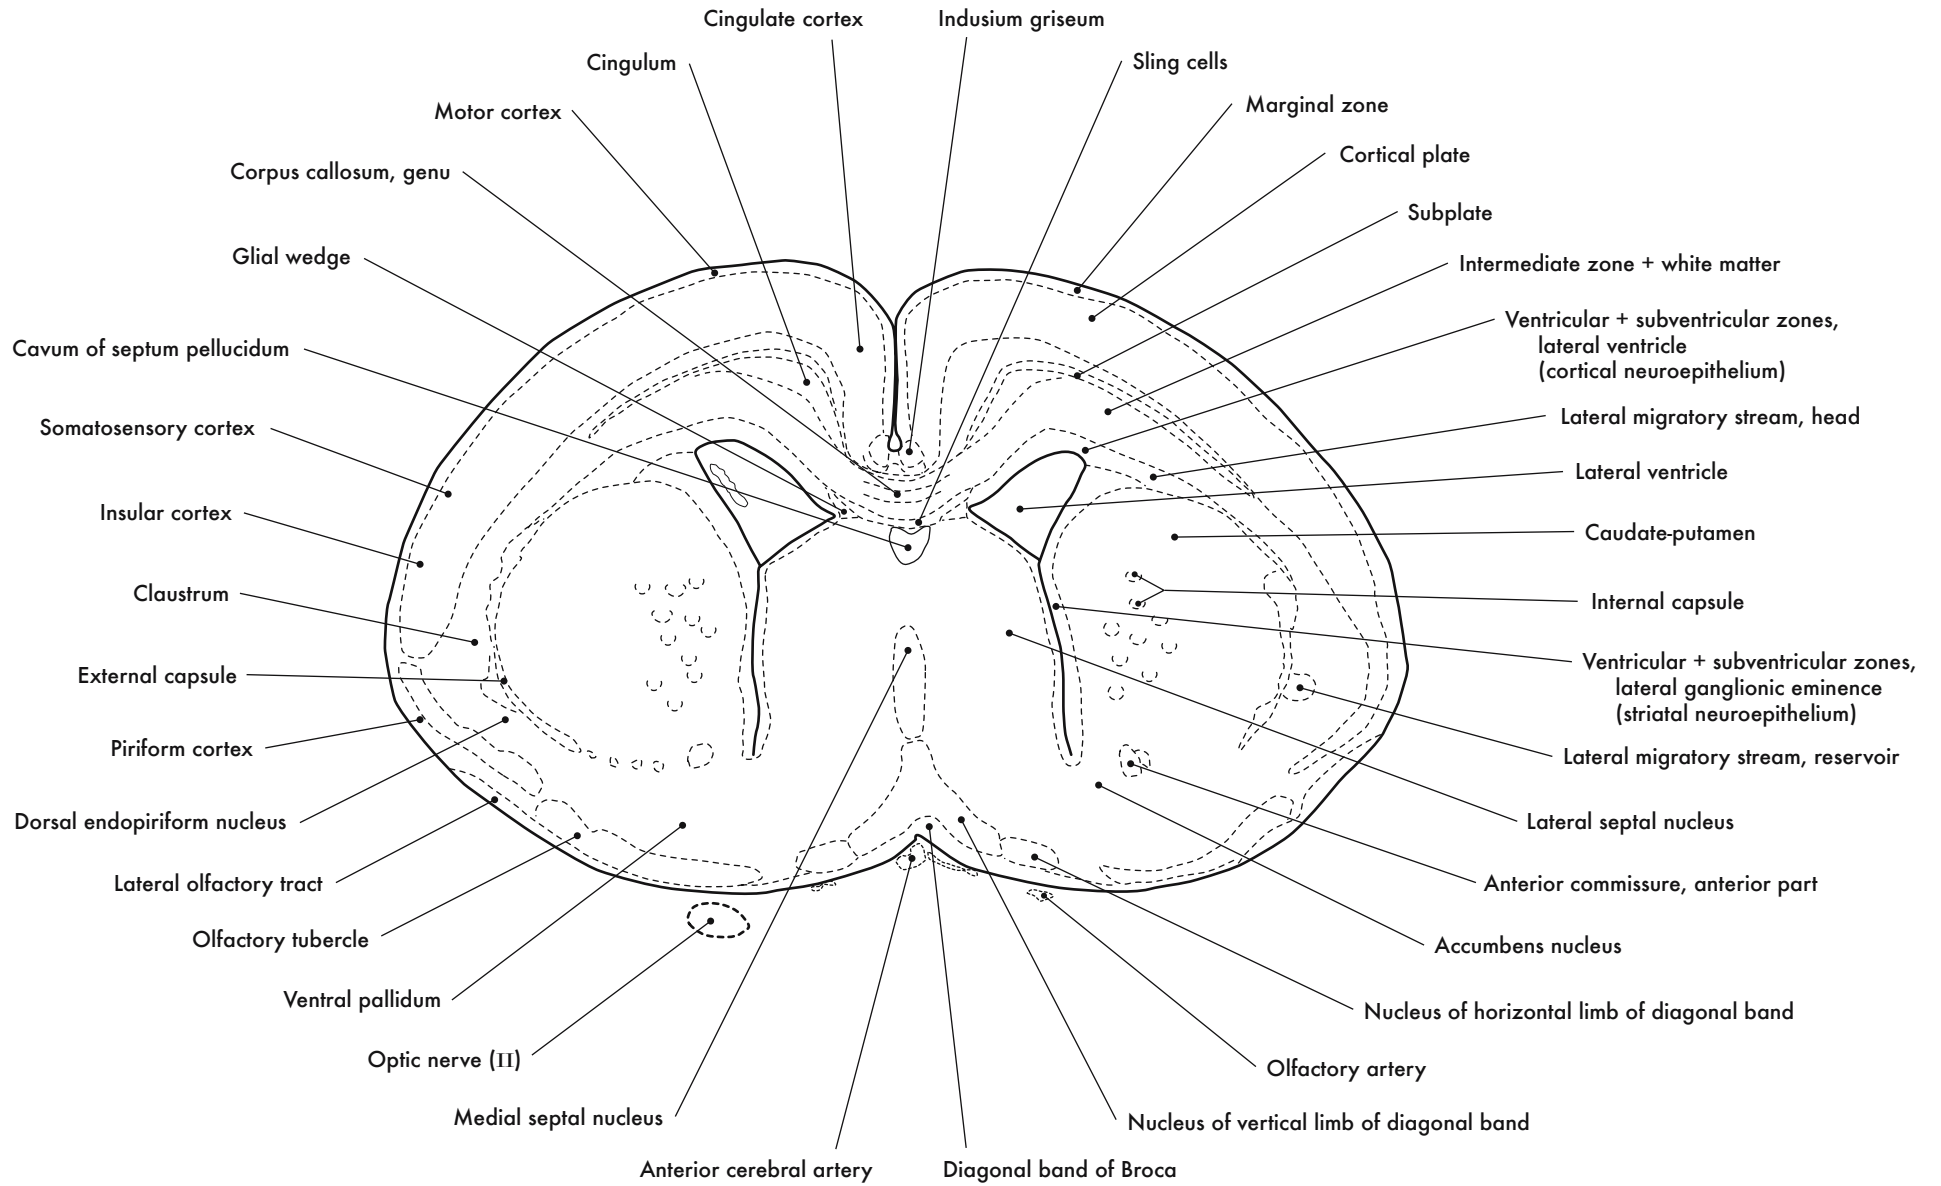 Cingulate cortex
Indusium griseum
Cingulum
Sling cells
Motor cortex
Marginal zone
Cortical plate
Corpus callosum, genu
Subplate
Glial wedge
Intermediate zone + white matter
Ventricular + subventricular zones,
lateral ventricle
(cortical neuroepithelium)
Cavum of septum pellucidum
Lateral migratory stream, head
Somatosensory cortex
Lateral ventricle
Insular cortex
Caudate-putamen
Claustrum
Internal capsule
External capsule
Ventricular + subventricular zones,
lateral ganglionic eminence
(striatal neuroepithelium)
Piriform cortex
Lateral migratory stream, reservoir
Dorsal endopiriform nucleus
Lateral septal nucleus
Lateral olfactory tract
Anterior commissure, anterior part
Olfactory tubercle
Accumbens nucleus
Ventral pallidum
Nucleus of horizontal limb of diagonal band
Optic nerve (II)
Olfactory artery
Medial septal nucleus
Nucleus of vertical limb of diagonal band
Anterior cerebral artery
Diagonal band of Broca